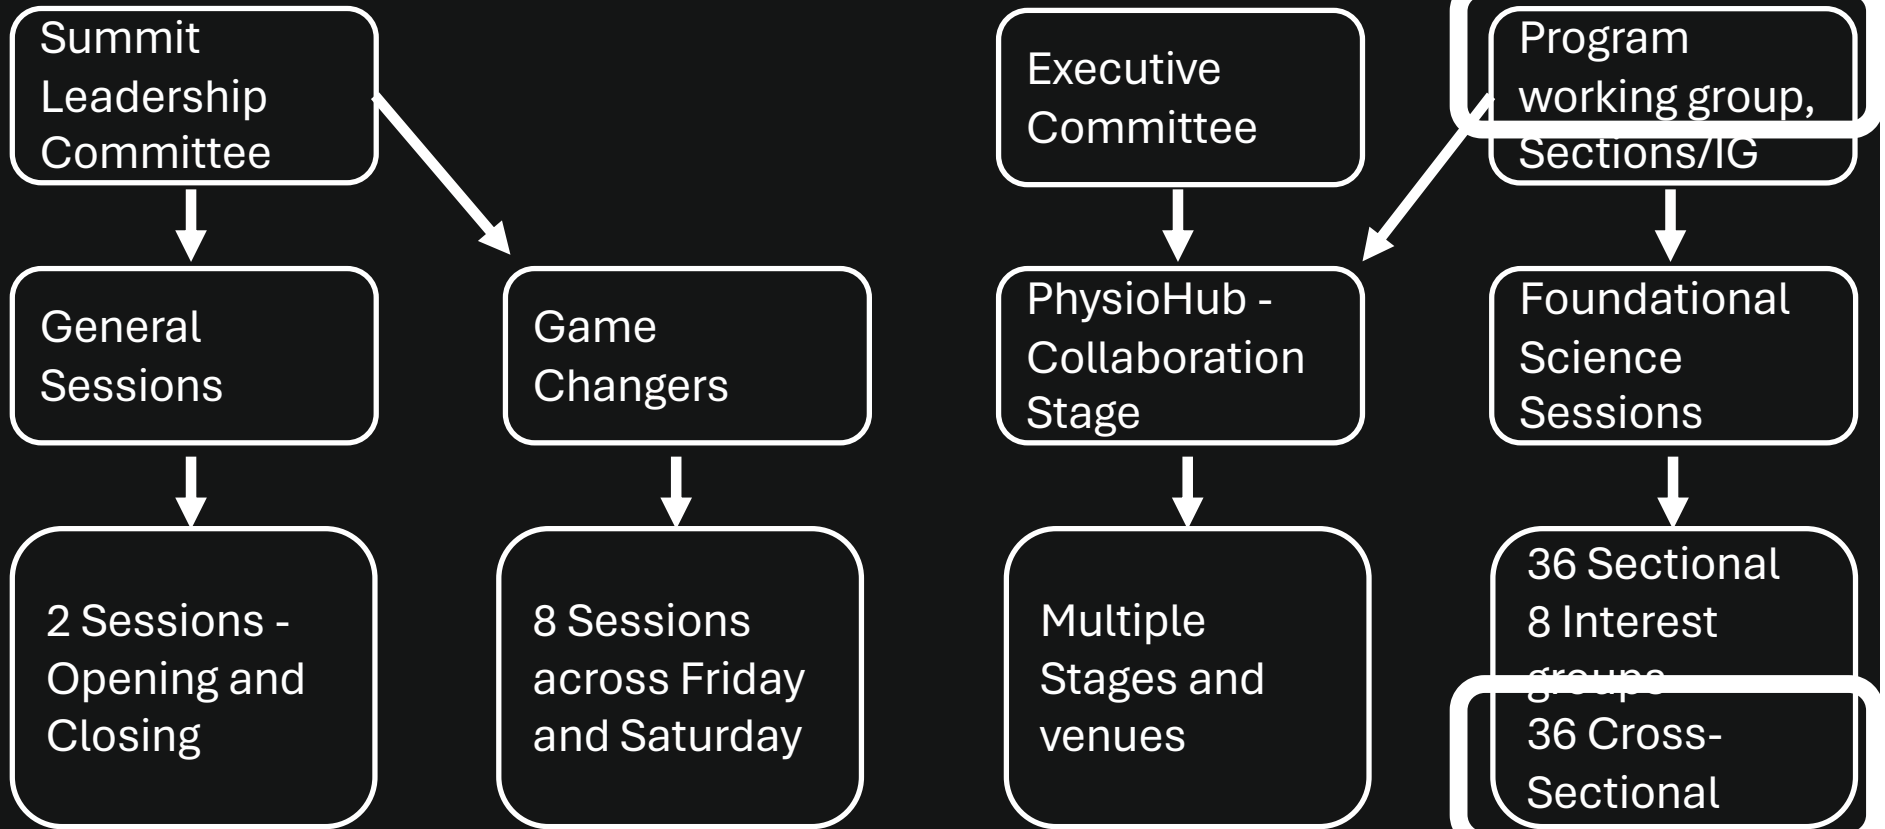 Summit
Leadership
Committee
Executive
Committee
Program
working group,
Sections/IG
General
Sessions
Game
Changers
PhysioHub -
Collaboration
Stage
Foundational
Science
Sessions
2 Sessions -
Opening and
Closing
8 Sessions
across Friday
and Saturday
Multiple
Stages and
venues
36 Sectional
8 Interest
groups
36 Cross-
Sectional